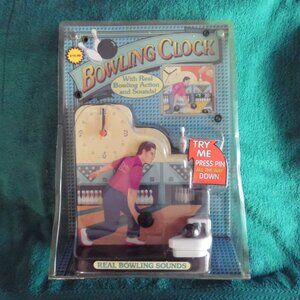 BOWLING CLOCK
With Real
Bowling Action
and Sounds!
TRY
ME
PRESS PIN
ALL THE WAY
DOWN
REAL BOWLING SOUNDS